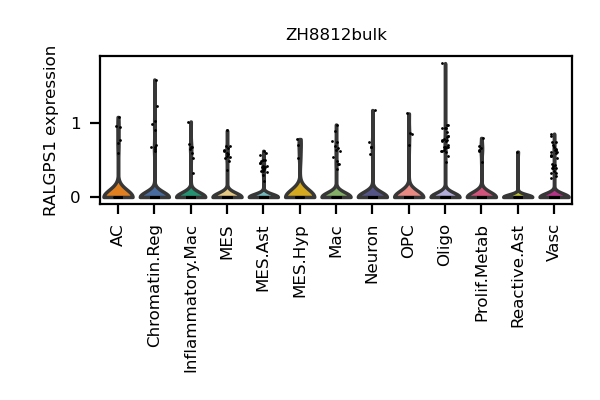 ZH8812bulk
RALGPS1 expression
1
0
AC
Chromatin.Reg
Inflammatory.Mac
MES
MES.Ast
MES.Hyp
Mac
Neuron
OPC
Oligo
Prolif.Metab
Reactive.Ast
Vasc